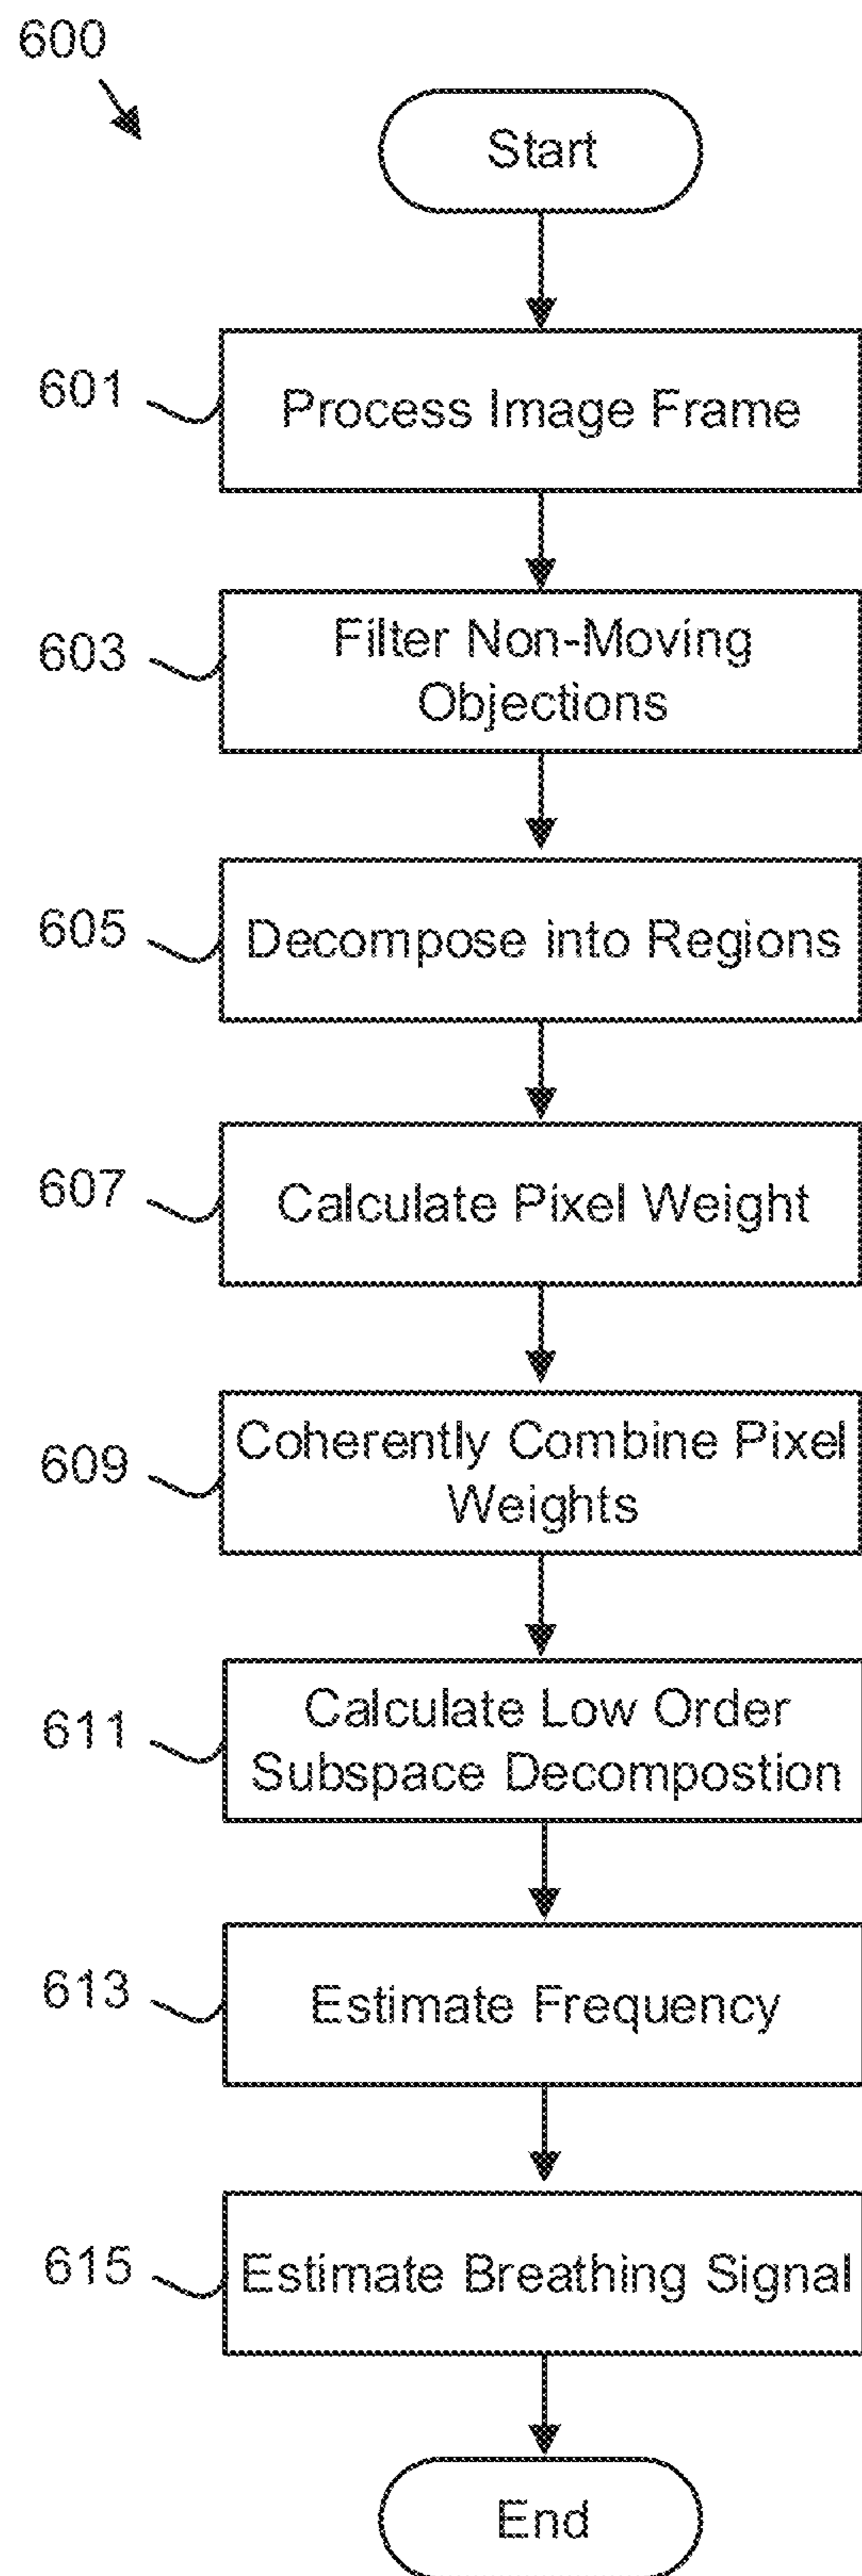 600
Start
601
Process Image Frame
603
Filter Non-Moving
Objections
605
Decompose into Regions
607
Calculate Pixel Weight
609
Coherently Combine Pixel
Weights
611
Calculate Low Order
Subspace Decompostion
613
Estimate Frequency
615
Estimate Breathing Signal
End